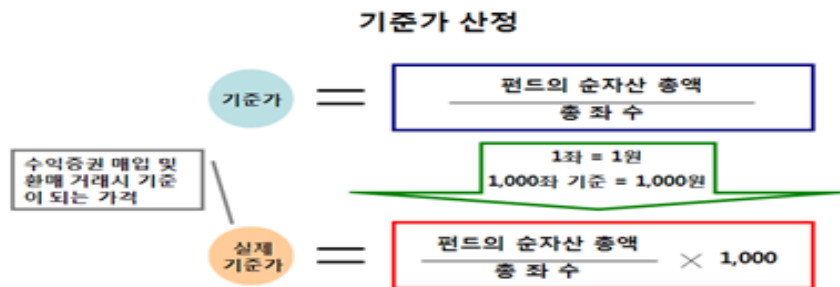 기준가 산정
기준가
=
펀드의 순자산 총액
총 좌 수
1좌 = 1원
1,000좌 기준 = 1,000원
수익증권 매입 및
환매 거래시 기준
이 되는 가격
실제
기준가
=
펀드의 순자산 총액
총 좌 수
× 1,000